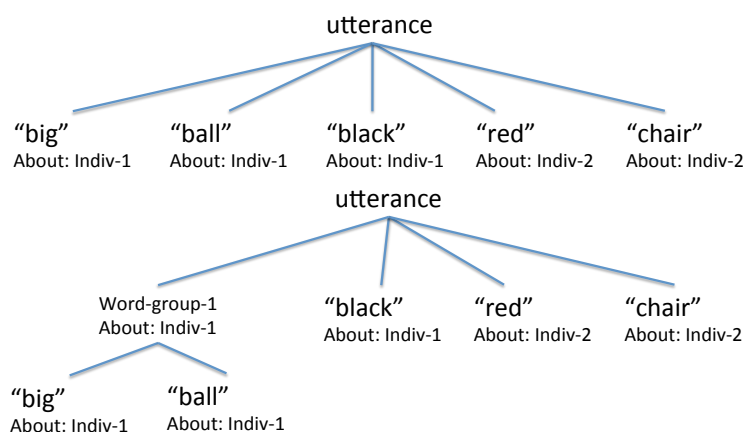 utterance
“big” “ball” “black” “red” “chair”
About: Indiv-1 About: Indiv-1 About: Indiv-1 About: Indiv-2 About: Indiv-2
utterance
Word-group-1
About: Indiv-1
“black” “red” “chair”
About: Indiv-1 About: Indiv-2 About: Indiv-2
“big” “ball”
About: Indiv-1 About: Indiv-1